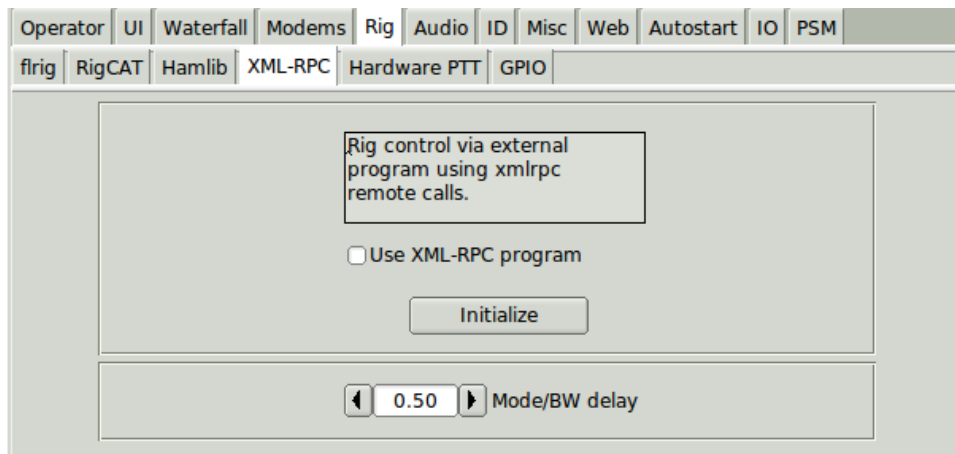 Operator UI Waterfall Modems Rig Audio ID Misc Web Autostart IO PSM
flrig RigCAT Hamlib XML-RPC Hardware PTT GPIO
Rig control via external
program using xmlrpc
remote calls.
Use XML-RPC program
Initialize
0.50 Mode/BW delay